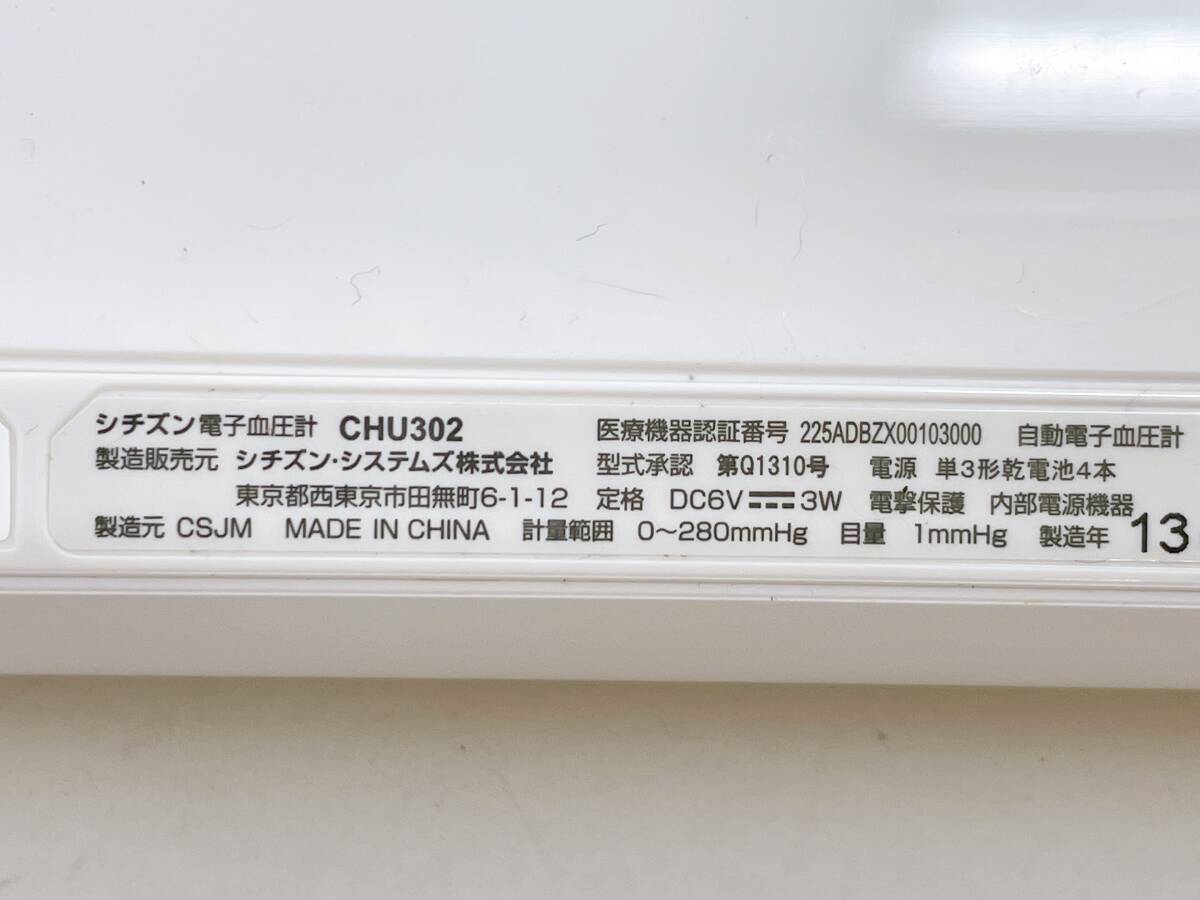 シチズン電子血圧計 CHU302 医療機器認証番号 225ADBZX00103000 自動電子血圧計
製造販売元 シチズン・システムズ株式会社 型式承認 第Q1310号 電源 単3形乾電池4本
東京都西東京市田無町6-1-12 定格 DC6V⎓3W 電撃保護 内部電源機器
製造元 CSJM MADE IN CHINA 計量範囲 0～280mmHg 目量 1mmHg 製造年 13